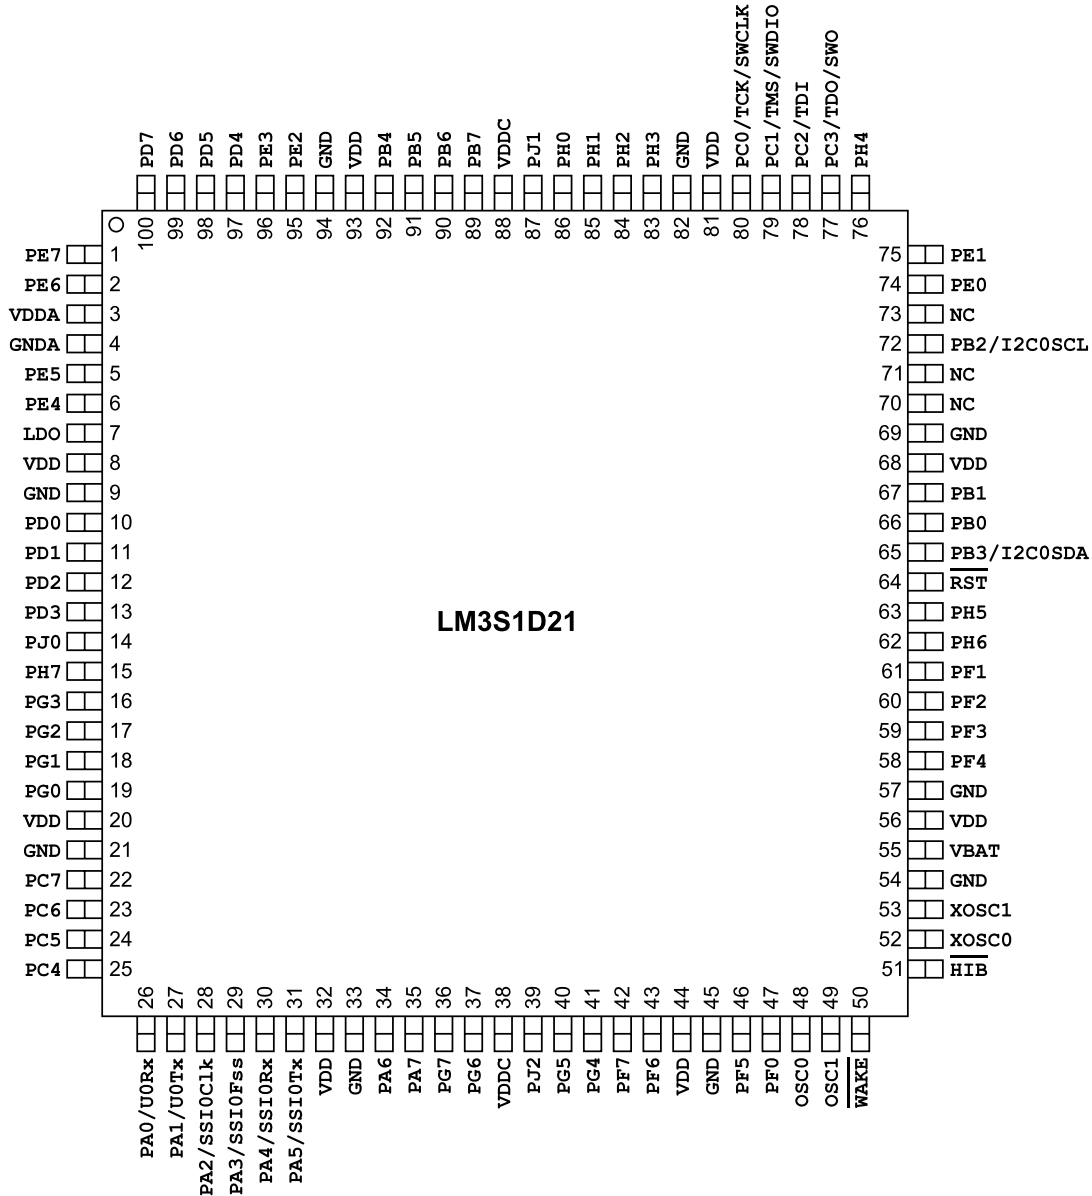 PD7
PD6
PD5
PD4
PE3
PE2
GND
VDD
PB4
PB5
PB6
PB7
VDDC
PJ1
PH0
PH1
PH2
PH3
GND
VDD
PC0/TCK/SWCLK
PC1/TMS/SWDIO
PC2/TDI
PC3/TDO/SWO
PH4
100
99
98
97
96
95
94
93
92
91
90
89
88
87
86
85
84
83
82
81
80
79
78
77
76
PE7 1
PE6 2
VDDA 3
GNDA 4
PE5 5
PE4 6
LDO 7
VDD 8
GND 9
PD0 10
PD1 11
PD2 12
PD3 13
PJ0 14
PH7 15
PG3 16
PG2 17
PG1 18
PG0 19
VDD 20
GND 21
PC7 22
PC6 23
PC5 24
PC4 25
LM3S1D21
75 PE1
74 PE0
73 NC
72 PB2/I2C0SCL
71 NC
70 NC
69 GND
68 VDD
67 PB1
66 PB0
65 PB3/I2C0SDA
64 RST
63 PH5
62 PH6
61 PF1
60 PF2
59 PF3
58 PF4
57 GND
56 VDD
55 VBAT
54 GND
53 XOSC1
52 XOSC0
51 HIB
26
27
28
29
30
31
32
33
34
35
36
37
38
39
40
41
42
43
44
45
46
47
48
49
50
PA0/U0Rx
PA1/U0Tx
PA2/SSI0Clk
PA3/SSI0Fss
PA4/SSI0Rx
PA5/SSI0Tx
VDD
GND
PA6
PA7
PG7
PG6
VDDC
PJ2
PG5
PG4
PF7
PF6
VDD
GND
PF5
PF0
OSC0
OSC1
WAKE